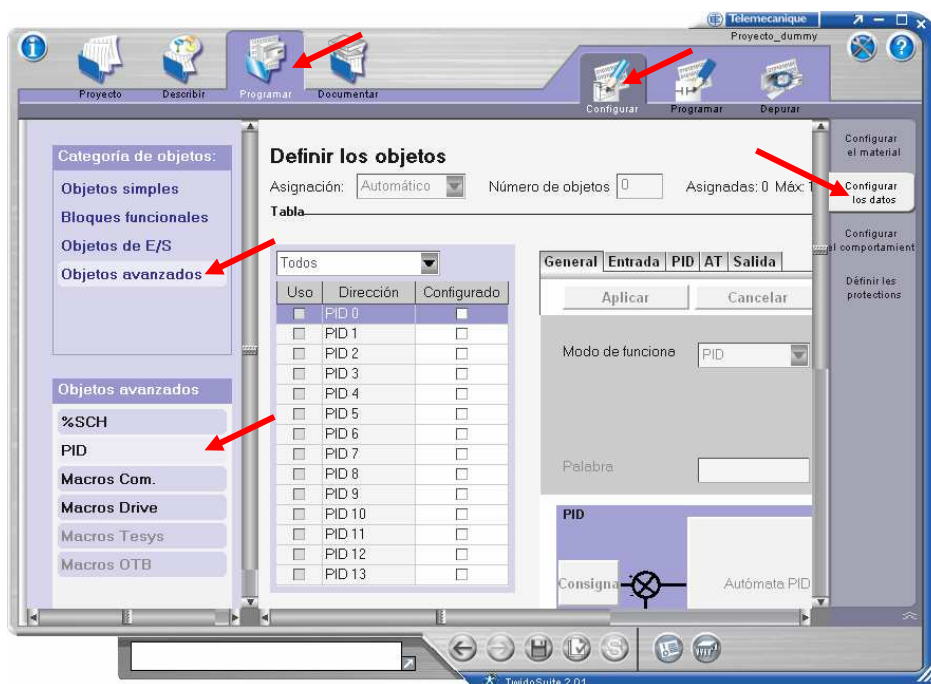 Telemecanique
Proyecto_dummy
Proyecto
Describir
Programar
Documentar
Configurar
Programar
Depurar
Configurar
el material
Configurar
los datos
Configurar
el comportamient
Définir les
protections
Categoría de objetos:
Objetos simples
Bloques funcionales
Objetos de E/S
Objetos avanzados
Objetos avanzados
%SCH
PID
Macros Com.
Macros Drive
Macros Tesys
Macros OTB
Definir los objetos
Asignación: Automático Número de objetos 0 Asignadas: 0 Máx: 1
Tabla
Todos
Uso Dirección Configurado
PID 0
PID 1
PID 2
PID 3
PID 4
PID 5
PID 6
PID 7
PID 8
PID 9
PID 10
PID 11
PID 12
PID 13
General Entrada PID AT Salida
Aplicar Cancelar
Modo de funciona PID
Palabra
PID
Consigna
Autómata PID
TwidoSuite 2.01